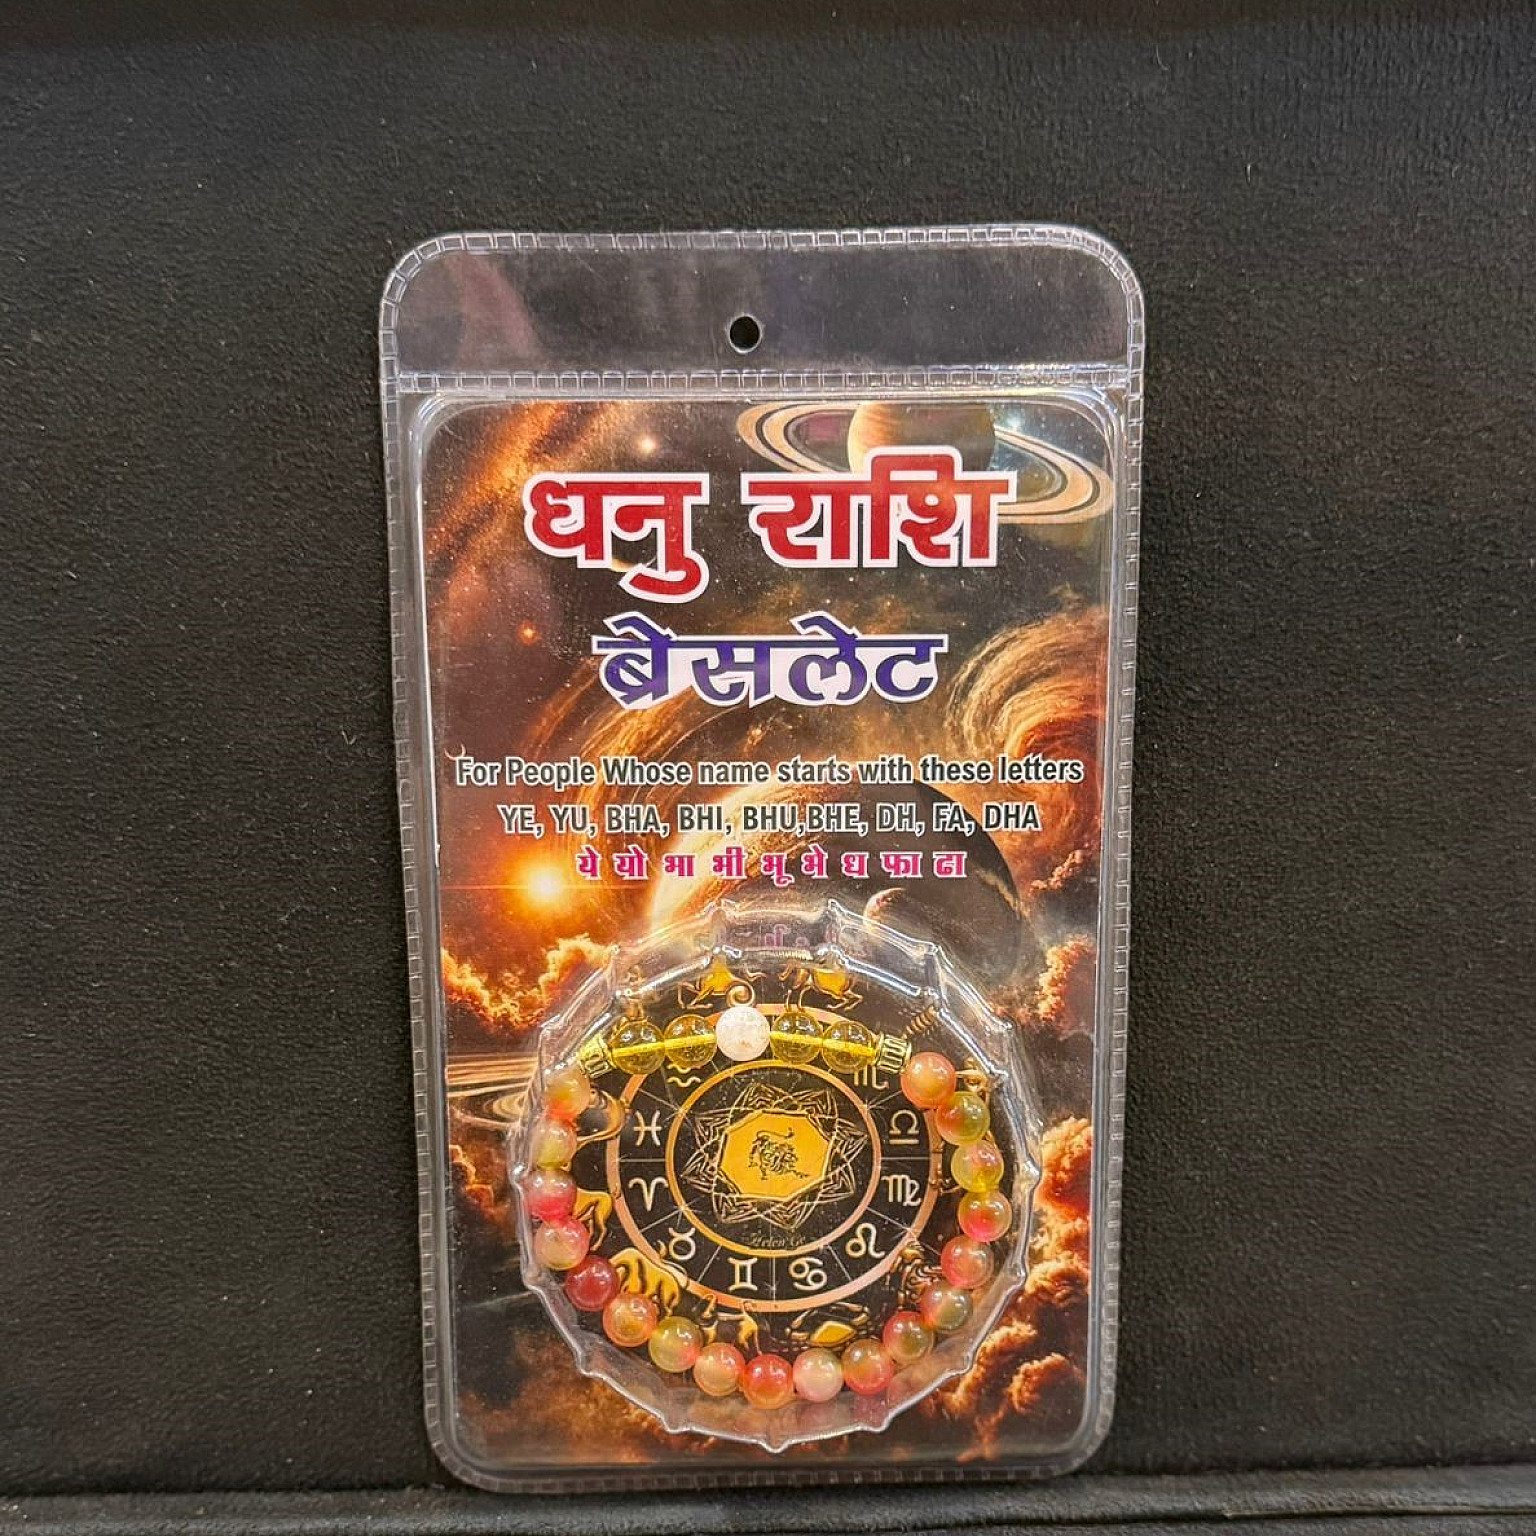 धनु राशि
ब्रेसलेट
For People Whose name starts with these letters
YE, YU, BHA, BHI, BHU,BHE, DH, FA, DHA
ये यो भा भी भू भे ध फा ढा